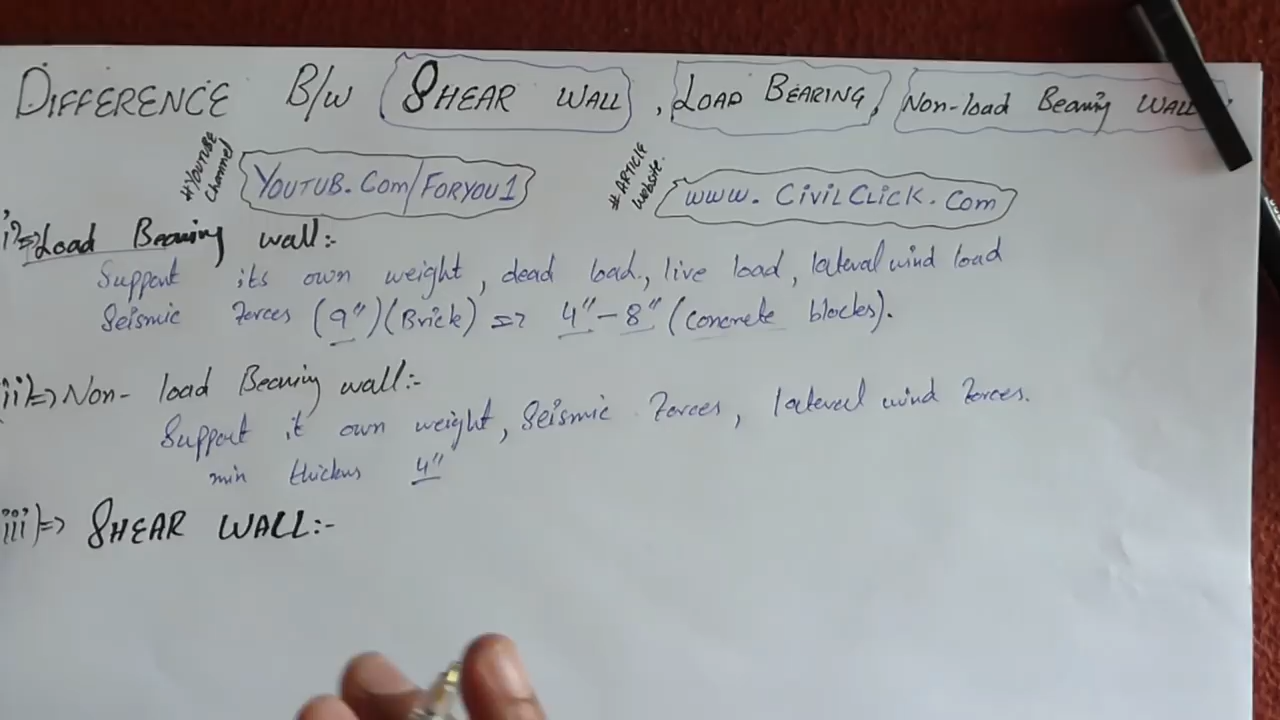 DIFFERENCE B/w SHEAR WALL, LOAD BEARING, Non-load Bearing WALL.
#YOUTUBE Channel
YOUTUB.Com/FORYOU1
#ARTICLE Website.
www.CivilClick.Com
i)=> Load Bearing wall:-
Support its own weight, dead load, live load, lateral wind load
Seismic Forces (9") (Brick) => 4"-8" (concrete blocks).
ii)=> Non-load Bearing wall:-
Support it own weight, Seismic Forces, lateral wind Forces.
min thicknus 4"
iii)=> SHEAR WALL:-